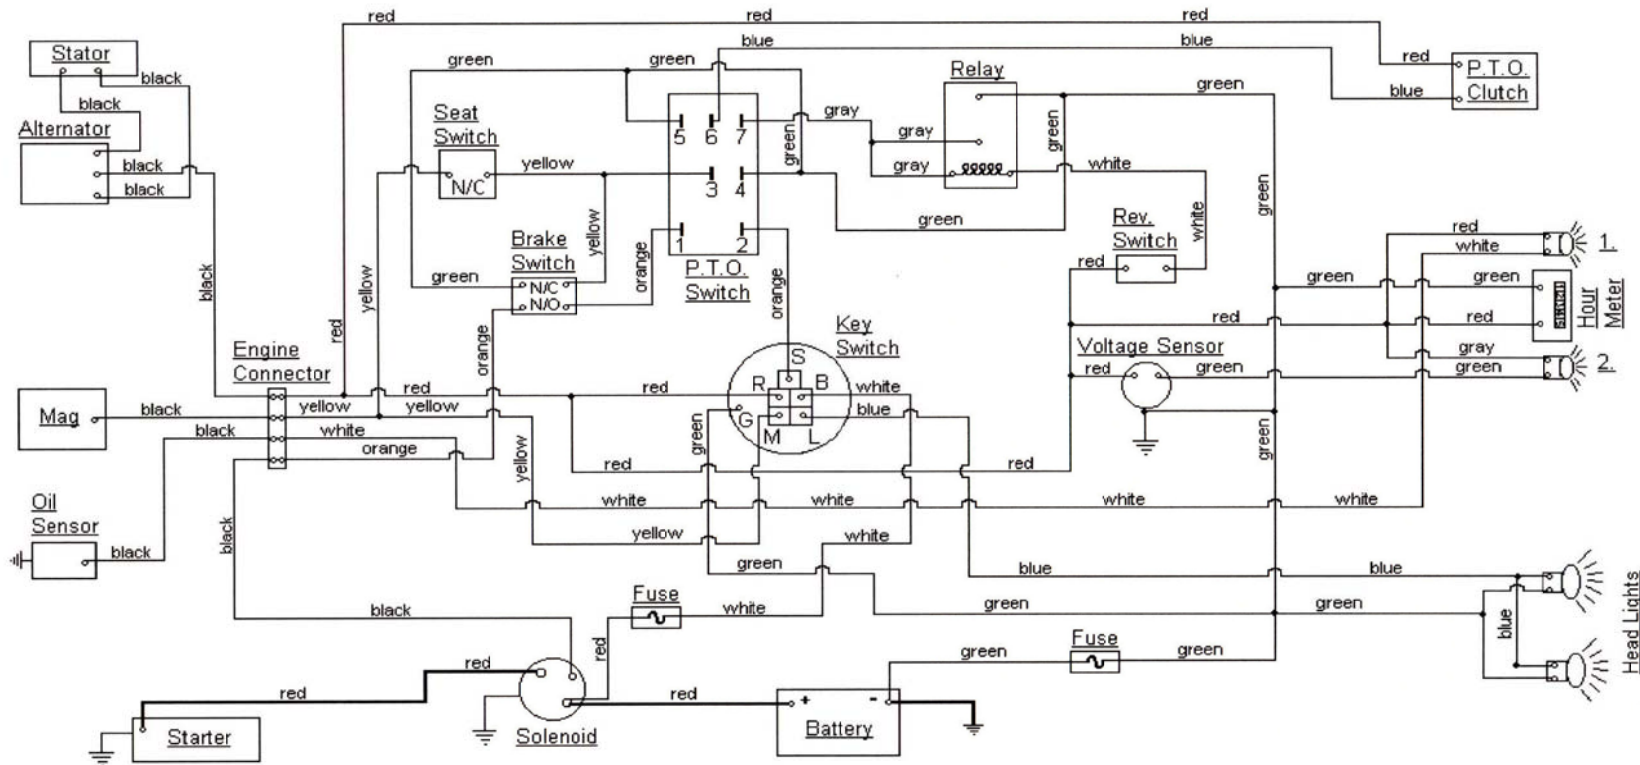 red red red
blue blue
Stator
black
green green
Relay
red
P.T.O.
Clutch
black
Seat
Switch
gray
green
blue
Alternator
5 6 7
gray
green
green
black
yellow
gray
white
black
N/C
3 4
green
green
Rev.
Switch
white
red
1.
white
Brake
Switch
yellow
orange
1 2
P.T.O.
Switch
black
yellow
green
N/C
N/O
orange
red
green
green
Hour
Meter
red
red
Engine
Connector
red
orange
Key
Switch
S
Voltage Sensor
gray
red
green
green
2.
red
red
R B
white
Mag
black
yellow
yellow
G
blue
black
white
M L
orange
green
green
yellow
red
red
Oil
Sensor
white
white
white
white
black
black
yellow
white
green
blue
blue
Fuse
black
white
green
green
blue
Head Lights
red
Fuse
red
green
green
red
red
+ -
Starter
Solenoid
Battery